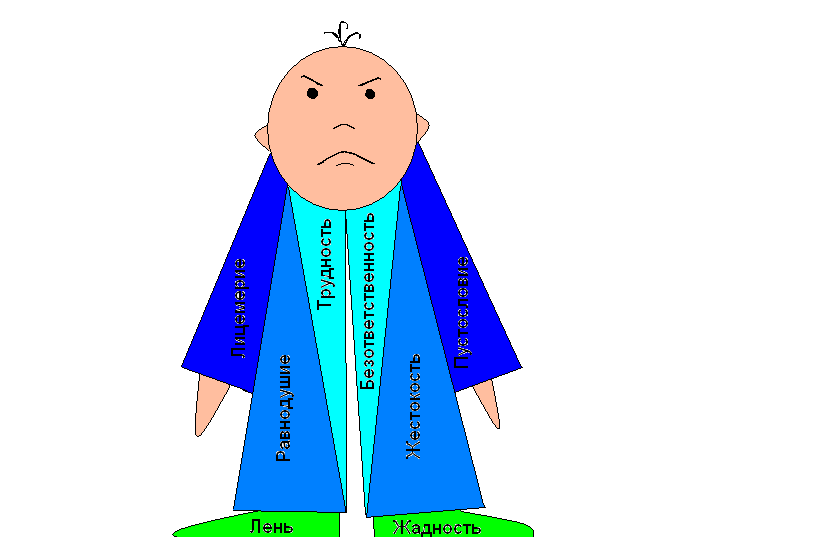 Лицемерие
Равнодушие
Трудность
Безответственность
Жестокость
Пустословие
Лень
Жадность